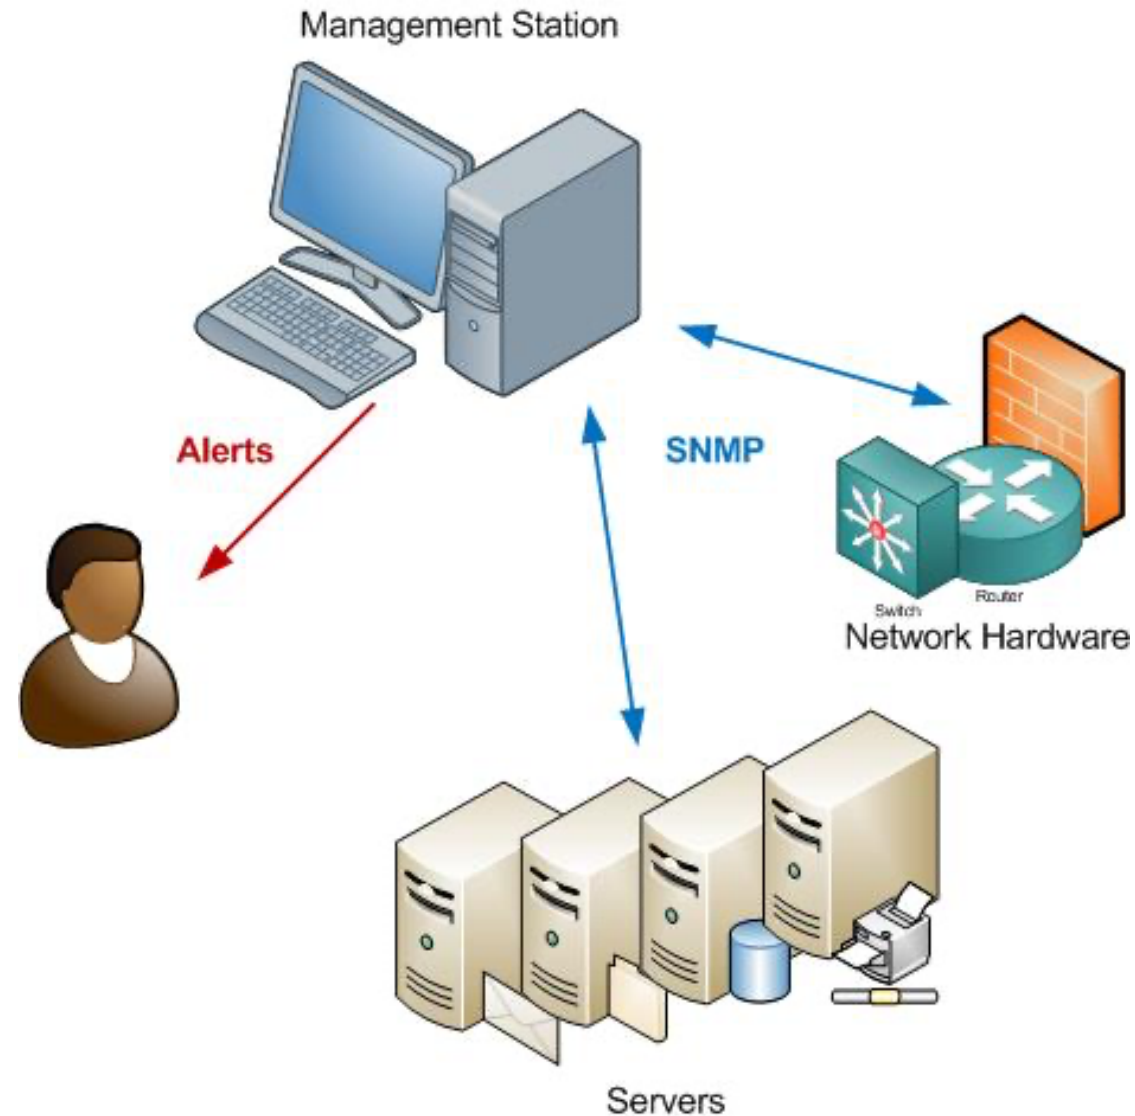 Management Station
Alerts
SNMP
Switch
Router
Network Hardware
Servers